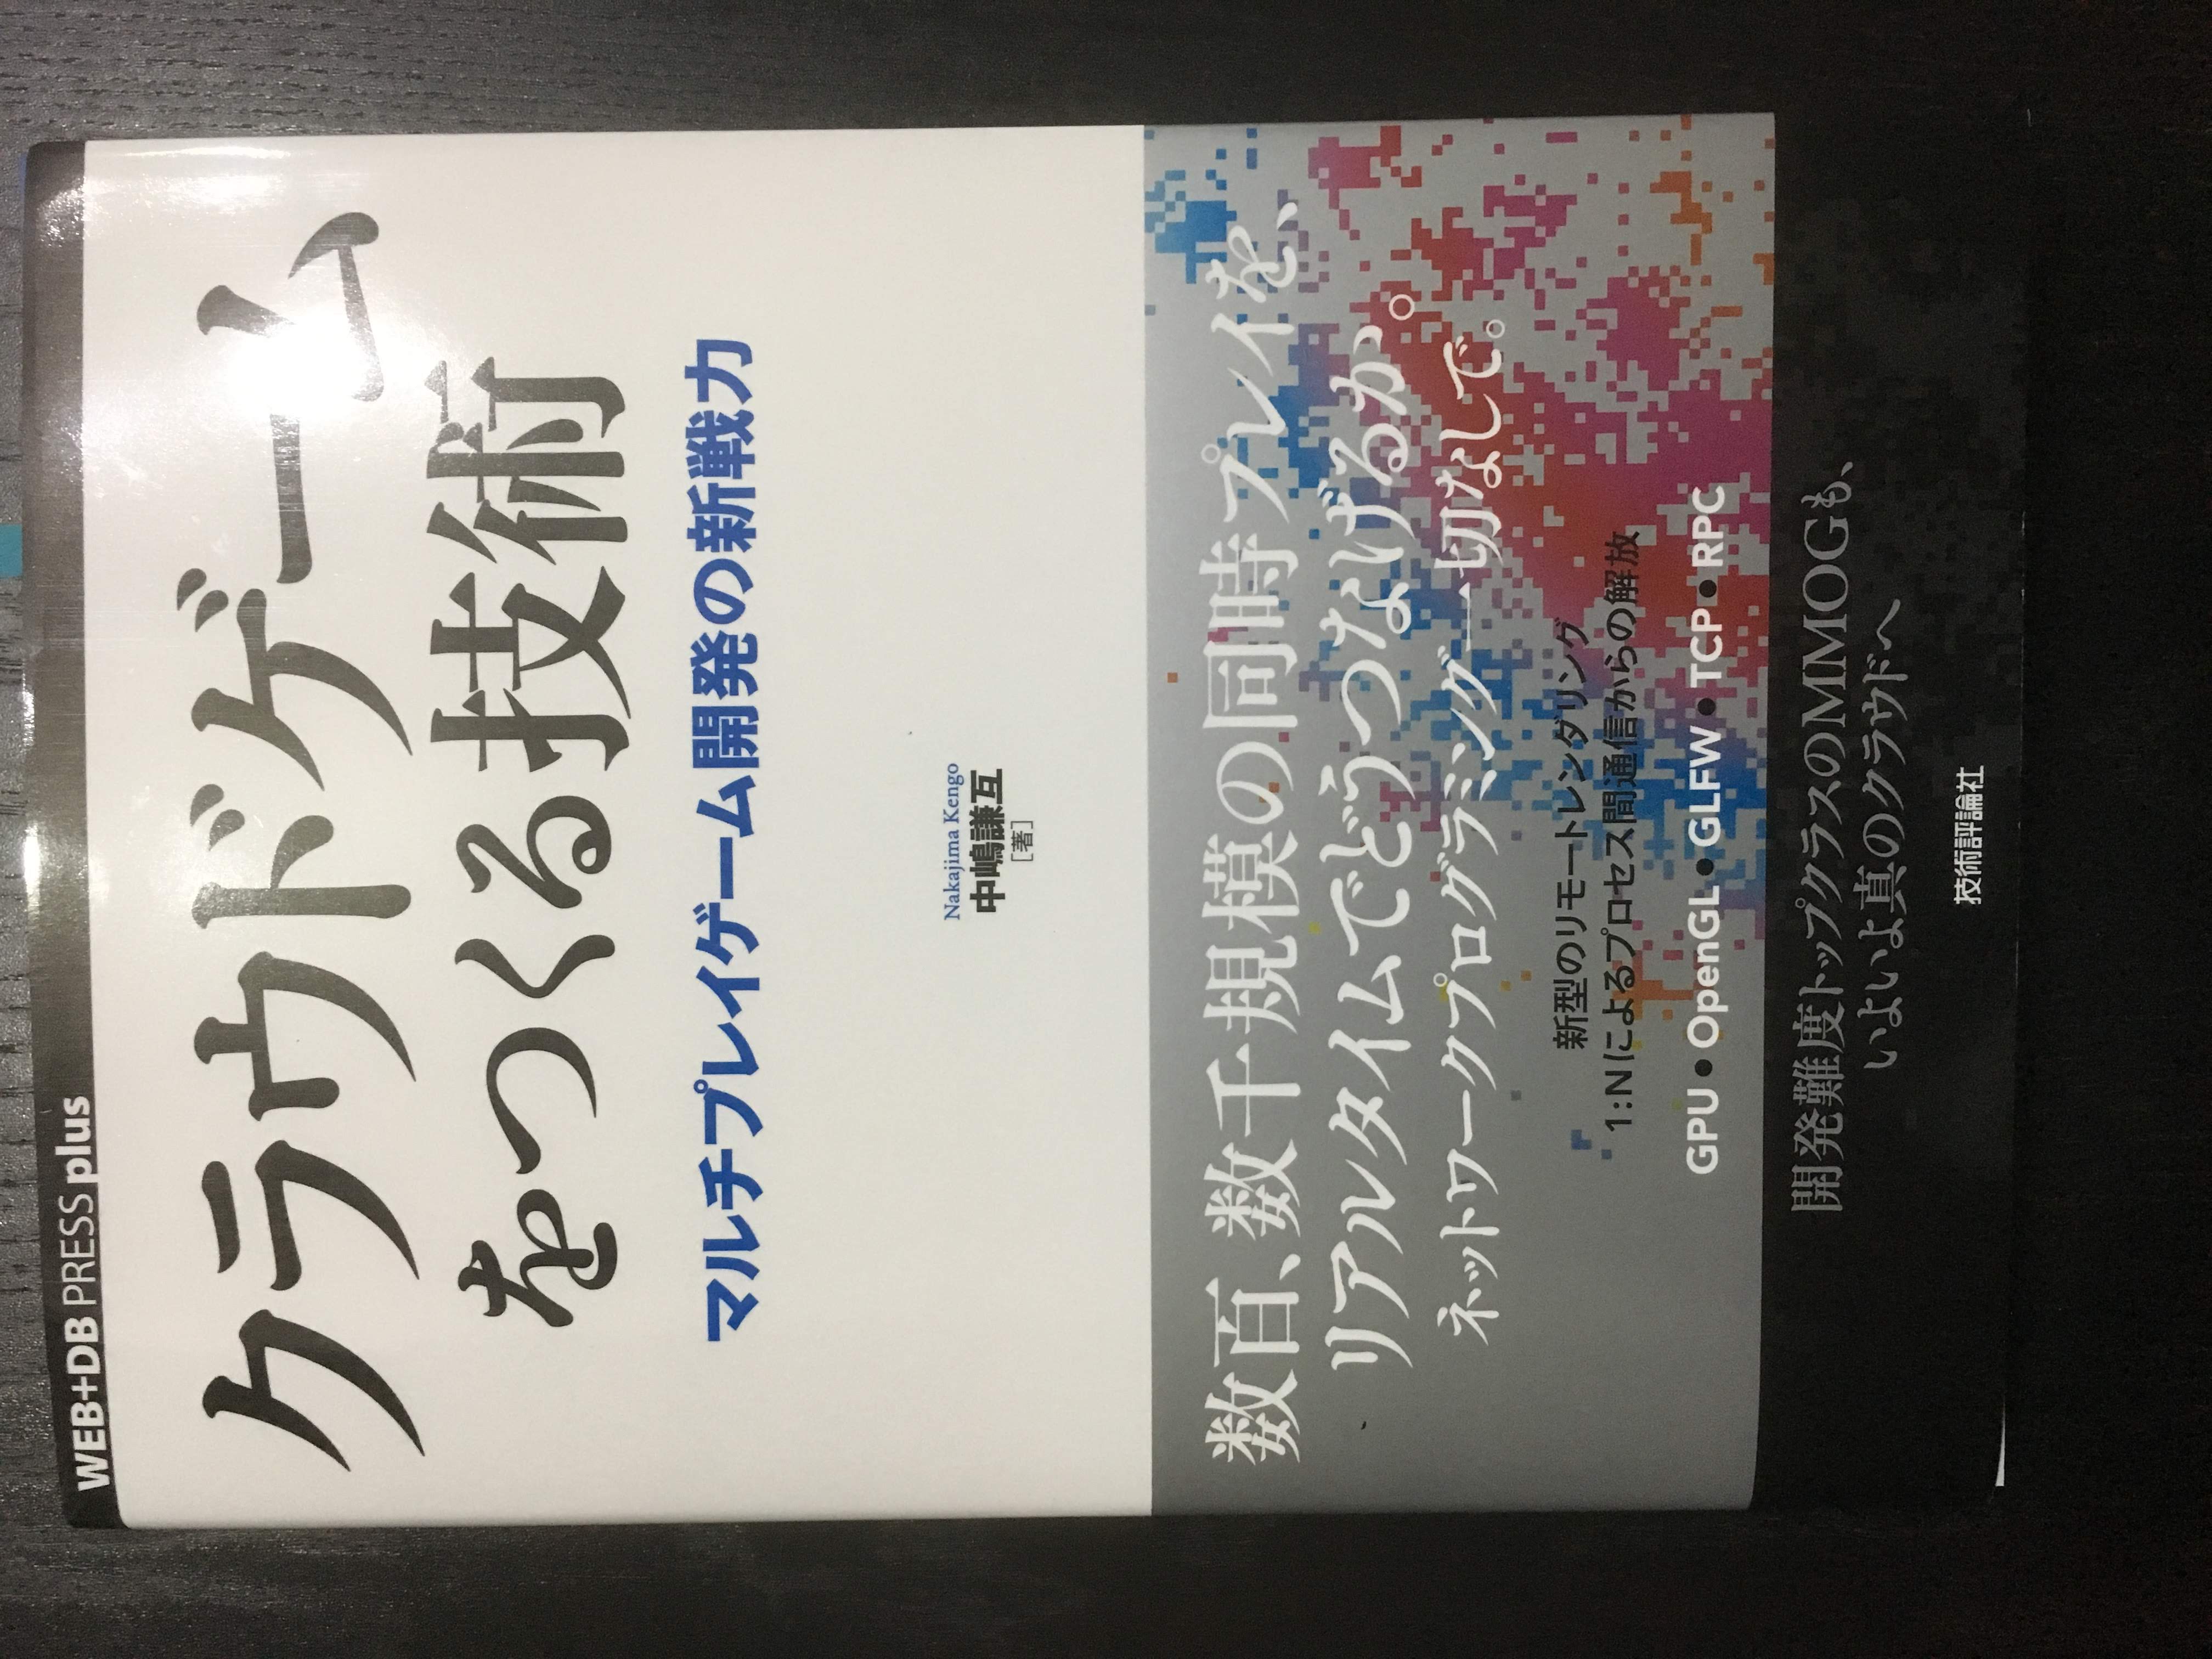 WEB+DB PRESS plus
クラウドゲーム
をつくる技術
マルチプレイゲーム開発の新戦力
Nakajima Kengo
中嶋謙互
[著]
数百、数千規模の同時プレイを、
リアルタイムでどうつなげるか。
ネットワークプログラミング一切なしで。
新型のリモートレンダリング
1:Nによるプロセス間通信からの解放
GPU・OpenGL・GLFW・TCP・RPC
開発難度トップクラスのMMOGも、
いよいよ真のクラウドへ
技術評論社